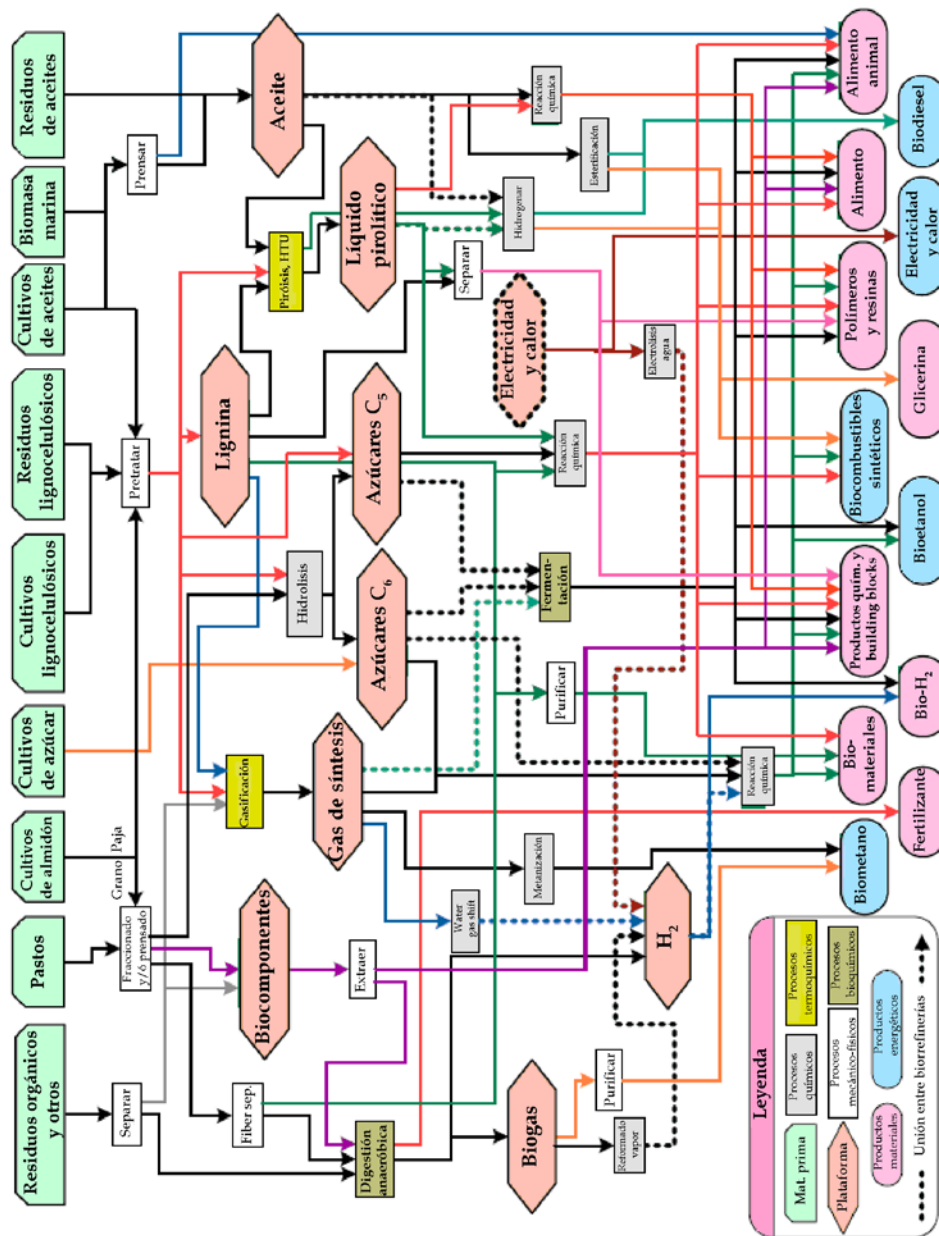 Residuos orgánicos
y otros
Pastos
Cultivos
de almidón
Cultivos
de azúcar
Cultivos
lignocelulósicos
Residuos
lignocelulósicos
Cultivos
de aceites
Biomasa
marina
Residuos
de aceites
Separar
Fraccionado
y/ó prensado
Grano
Paja
Pretratar
Prensar
Fiber sep.
Biocomponentes
Gasificación
Hidrolisis
Lignina
Piróisis, HTU
Aceite
Digestión
anaeróbica
Extraer
Gas de síntesis
Azúcares C6
Azúcares C5
Líquido
pirolítico
Biogas
Water
gas shift
Metanización
Purificar
Fermen-
tación
Reacción
química
Separar
Electricidad
y calor
Hidrogenar
Esterificación
Reacción
química
Reformado
vapor
Purificar
H2
Electrolisis
agua
Reacción
química
Biometano
Fertilizante
Bio-
materiales
Bio-H2
Productos quím. y
building blocks
Bioetanol
Biocombustibles
sintéticos
Glicerina
Polímeros
y resinas
Electricidad
y calor
Alimento
Biodiesel
Alimento
animal
Leyenda
Mat. prima
Procesos
químicos
Procesos
termoquímicos
Plataforma
Procesos
mecánico-físicos
Procesos
bioquímicos
Productos
materiales
Productos
energéticos
Unión entre biorrefinerías